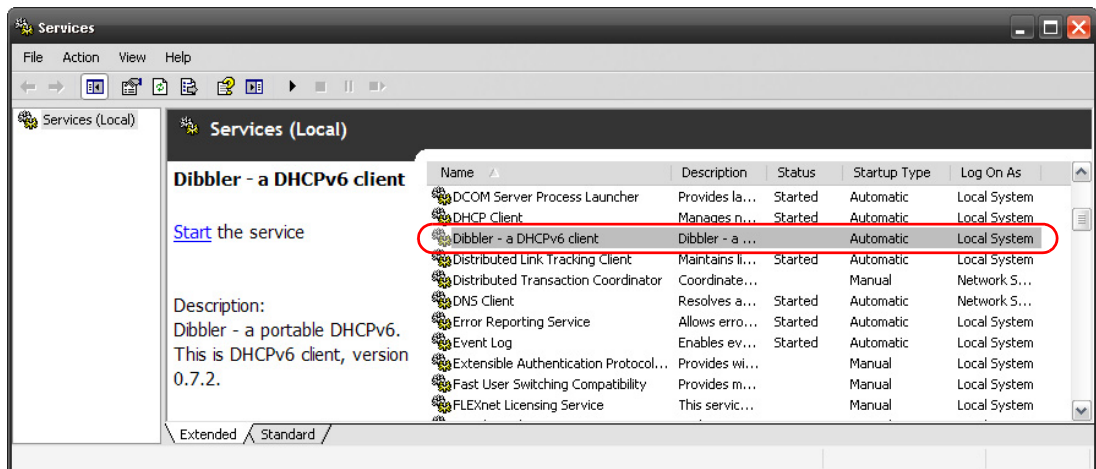 Services
File Action View Help
Services (Local)
Services (Local)
Dibbler - a DHCPv6 client
Start the service
Description:
Dibbler - a portable DHCPv6.
This is DHCPv6 client, version
0.7.2.
Name Description Status Startup Type Log On As
DCOM Server Process Launcher Provides la... Started Automatic Local System
DHCP Client Manages n... Started Automatic Local System
Dibbler - a DHCPv6 client Dibbler - a ... Automatic Local System
Distributed Link Tracking Client Maintains li... Started Automatic Local System
Distributed Transaction Coordinator Coordinate... Manual Network S...
DNS Client Resolves a... Started Automatic Network S...
Error Reporting Service Allows erro... Started Automatic Local System
Event Log Enables ev... Started Automatic Local System
Extensible Authentication Protocol... Provides wi... Manual Local System
Fast User Switching Compatibility Provides m... Manual Local System
FLEXnet Licensing Service This servic... Manual Local System
Extended Standard